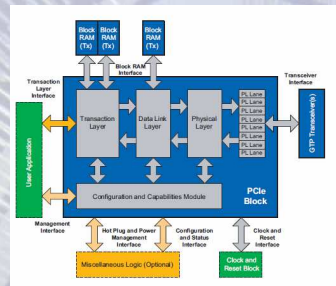 Block
RAM
(Tx)
Block
RAM
(Tx)
Block
RAM
(Tx)
Transaction
Layer
Interface
Block RAM
Interface
Transceiver
Interface
User Application
Transaction
Layer
Data Link
Layer
Physical
Layer
PL Lane
PL Lane
PL Lane
PL Lane
PL Lane
PL Lane
PL Lane
PL Lane
GTP Transceiver(s)
Configuration and Capabilities Module
PCIe
Block
Management
Interface
Hot Plug and Power
Management
Interface
Configuration
and Status
Interface
Clock and
Reset Interface
Miscellaneous Logic (Optional)
Clock and
Reset Block